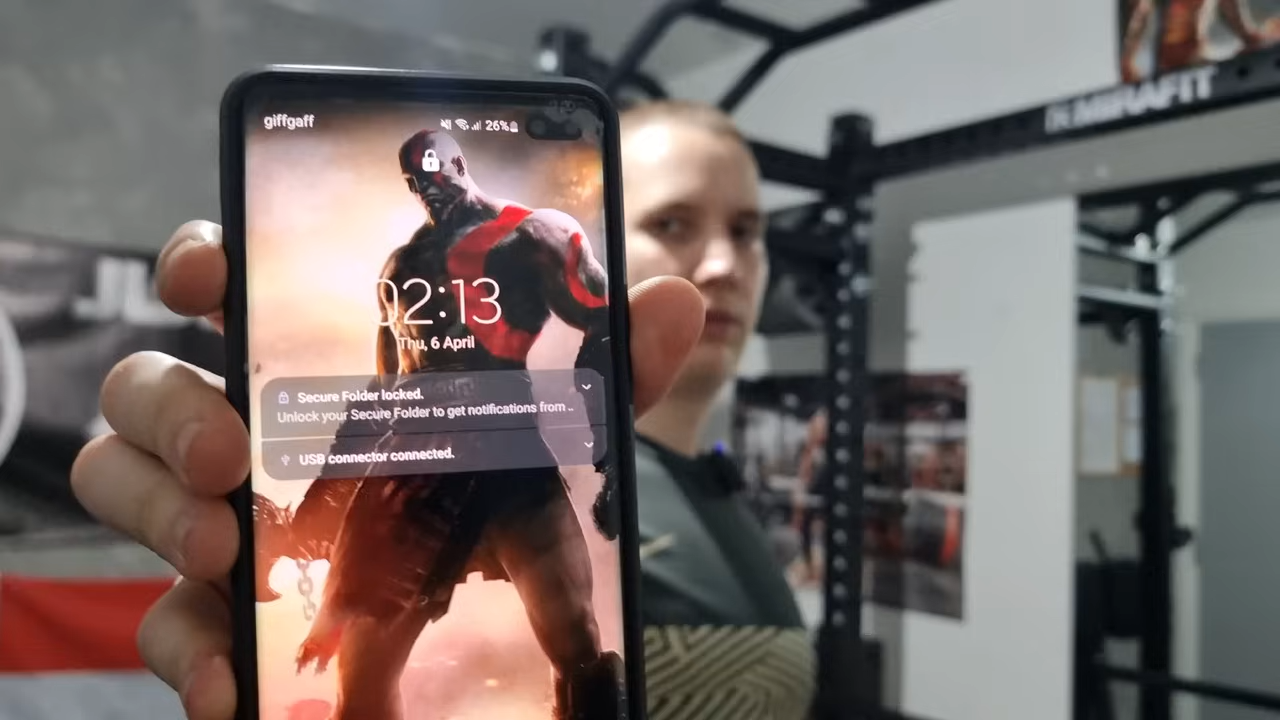 giffgaff
26%
02:13
Thu, 6 April
Secure Folder locked.
Unlock your Secure Folder to get notifications from ..
USB connector connected.
MIRAFIT